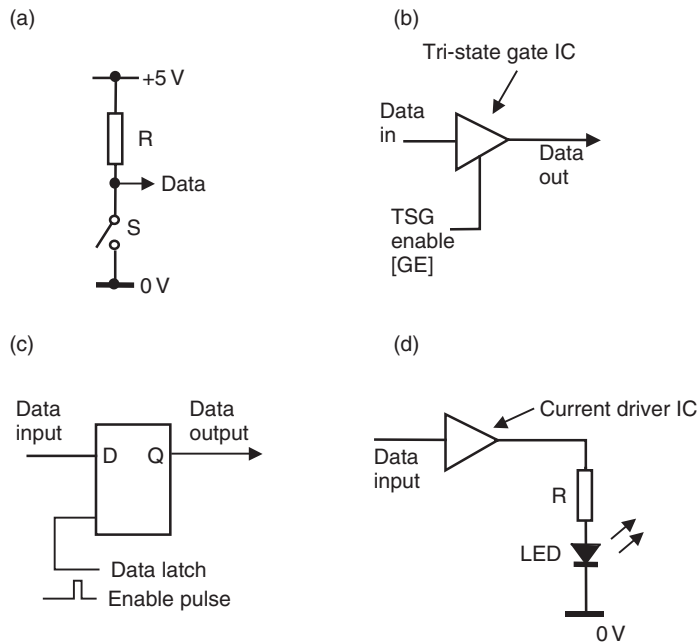 (a)
+5 V
R
Data
S
0 V
(b)
Tri-state gate IC
Data
in
Data
out
TSG
enable
[GE]
(c)
Data
input
Data
output
D Q
Data latch
Enable pulse
(d)
Current driver IC
Data
input
R
LED
0 V